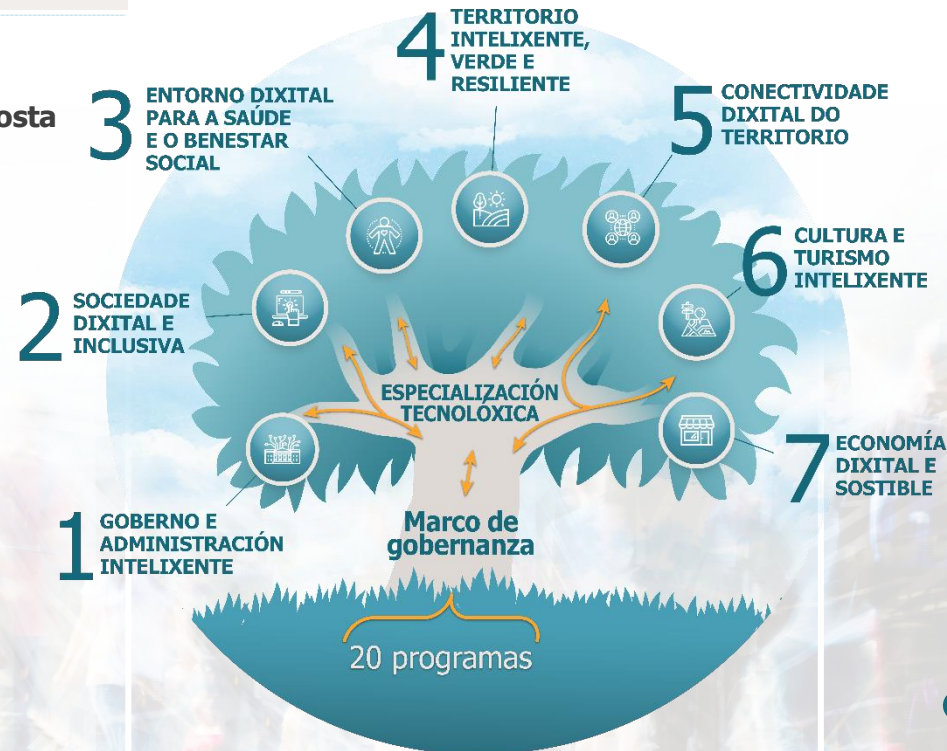 osta
4
TERRITORIO
INTELIXENTE,
VERDE E
RESILIENTE
3
ENTORNO DIXITAL
PARA A SAÚDE
E O BENESTAR
SOCIAL
5
CONECTIVIDADE
DIXITAL DO
TERRITORIO
6
CULTURA E
TURISMO
INTELIXENTE
2
SOCIEDADE
DIXITAL E
INCLUSIVA
ESPECIALIZACIÓN
TECNOLÓXICA
7
ECONOMÍA
DIXITAL E
SOSTIBLE
1
GOBERNO E
ADMINISTRACIÓN
INTELIXENTE
Marco de
gobernanza
20 programas